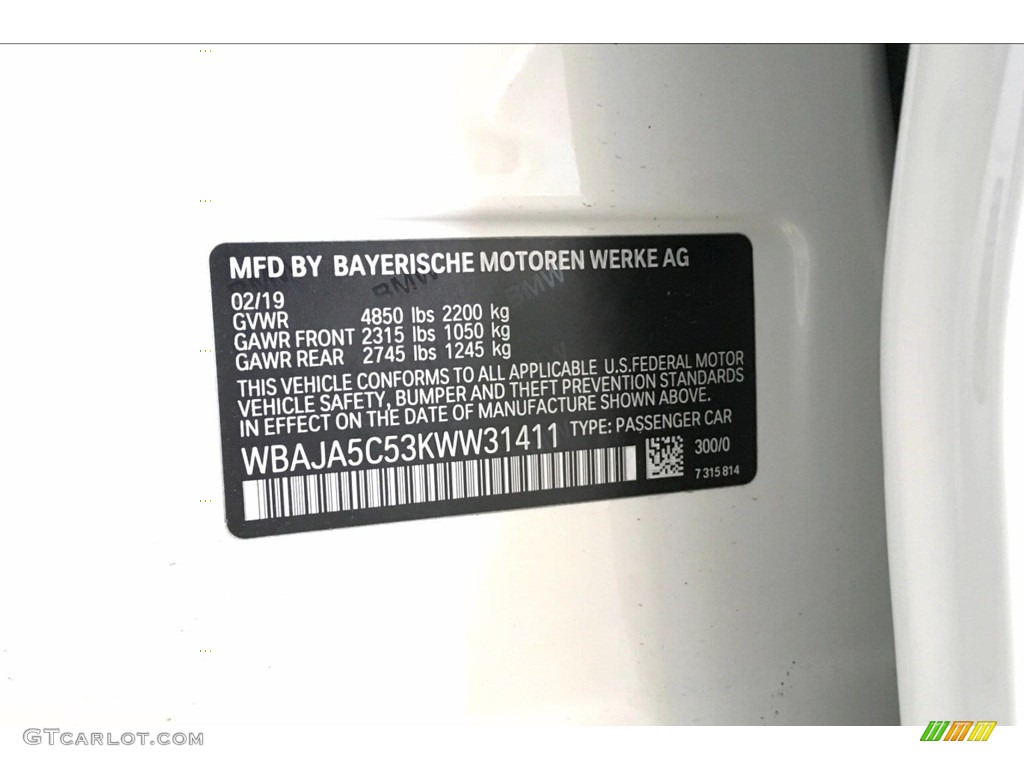 MFD BY BAYERISCHE MOTOREN WERKE AG
BMW BMW
02/19
GVWR 4850 lbs 2200 kg
GAWR FRONT 2315 lbs 1050 kg
GAWR REAR 2745 lbs 1245 kg
THIS VEHICLE CONFORMS TO ALL APPLICABLE U.S.FEDERAL MOTOR
VEHICLE SAFETY, BUMPER AND THEFT PREVENTION STANDARDS
IN EFFECT ON THE DATE OF MANUFACTURE SHOWN ABOVE.
WBAJA5C53KWW31411 TYPE: PASSENGER CAR
300/0
7 315 814
GTcarlot.com